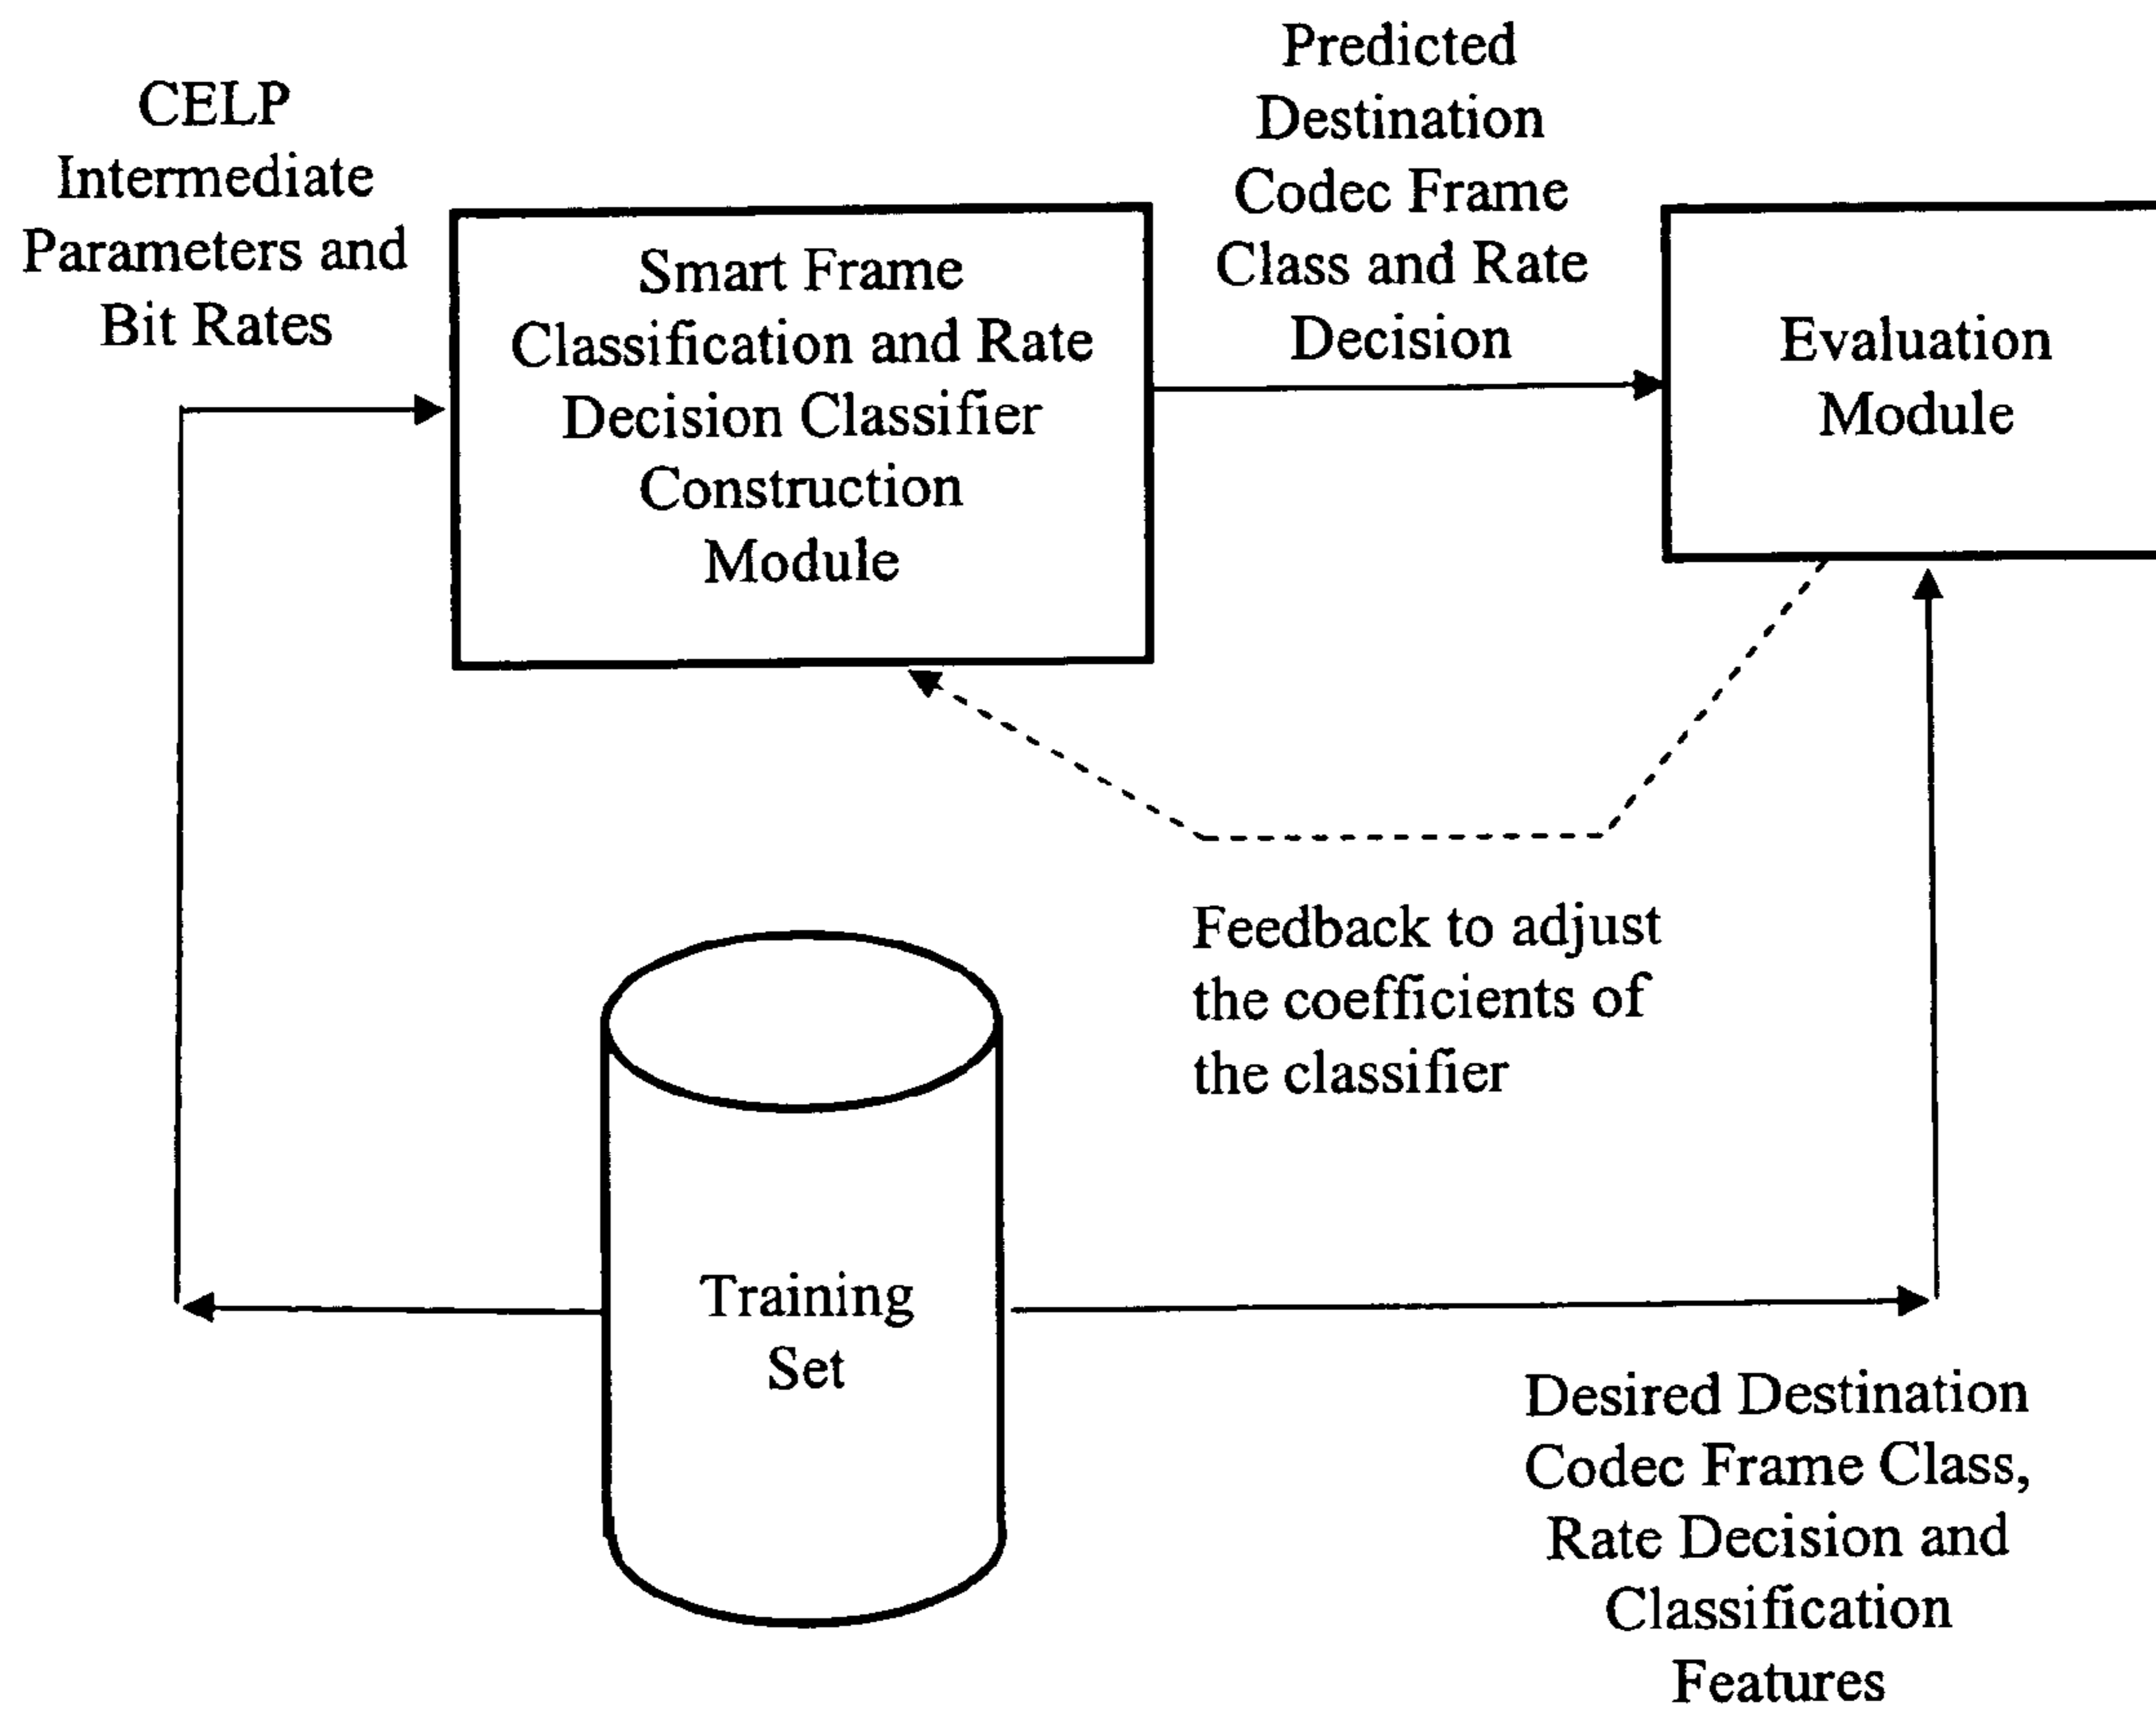 CELP
Intermediate
Parameters and
Bit Rates
Smart Frame
Classification and Rate
Decision Classifier
Construction
Module
Predicted
Destination
Codec Frame
Class and Rate
Decision
Evaluation
Module
Feedback to adjust
the coefficients of
the classifier
Training
Set
Desired Destination
Codec Frame Class,
Rate Decision and
Classification
Features